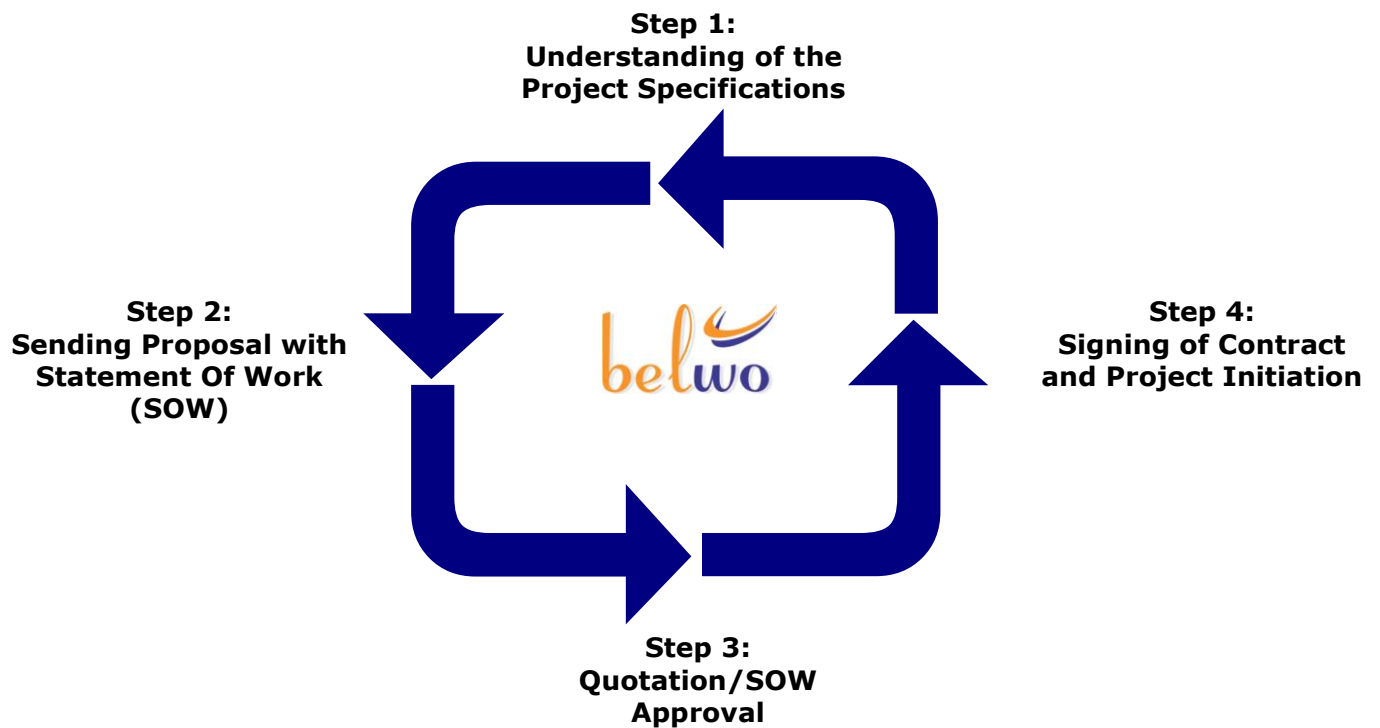 Step 1:
Understanding of the
Project Specifications
Step 2:
Sending Proposal with
Statement Of Work
(SOW)
belwo
Step 4:
Signing of Contract
and Project Initiation
Step 3:
Quotation/SOW
Approval